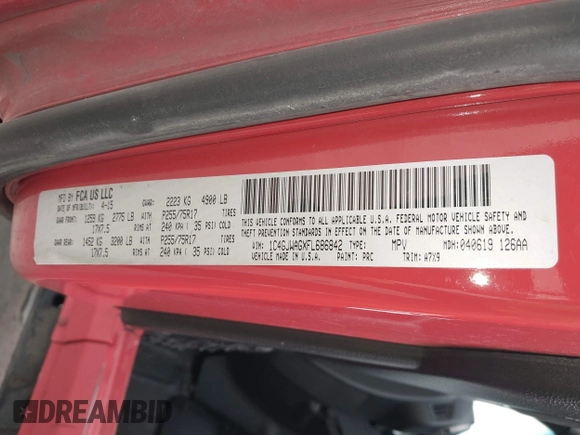 MFD BY FCA US LLC
DATE OF MFR/BUILT: 4-15 GVWR: 2223 KG 4900 LB
GAWR FRONT: 1259 KG 2775 LB WITH P255/75R17 TIRES
17X7.5 RIMS AT 240 KPA ( 35 PSI) COLD
GAWR REAR: 1452 KG 3200 LB WITH P255/75R17 TIRES
17X7.5 RIMS AT 240 KPA ( 35 PSI) COLD
THIS VEHICLE CONFORMS TO ALL APPLICABLE U.S.A. FEDERAL MOTOR VEHICLE SAFETY AND
THEFT PREVENTION STANDARDS IN EFFECT ON THE DATE OF MANUFACTURE SHOWN ABOVE.
VIN: 1C4GJWAGXFL686842 TYPE: MPV MDH: 040619 126AA
VEHICLE MADE IN U.S.A. PAINT: PRC TRIM: A7X9
DREAMBID